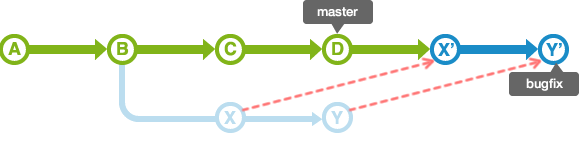 master
A B C D X' Y'
bugfix
X Y